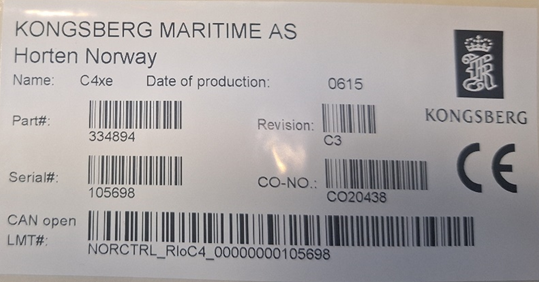 KONGSBERG MARITIME AS
Horten Norway
Name: C4xe Date of production: 0615
KONGSBERG
Part#: 334894
Revision: C3
Serial#: 105698
CO-NO.: CO20438
CAN open
LMT#: NORCTRL_RIoC4_00000000105698
CE